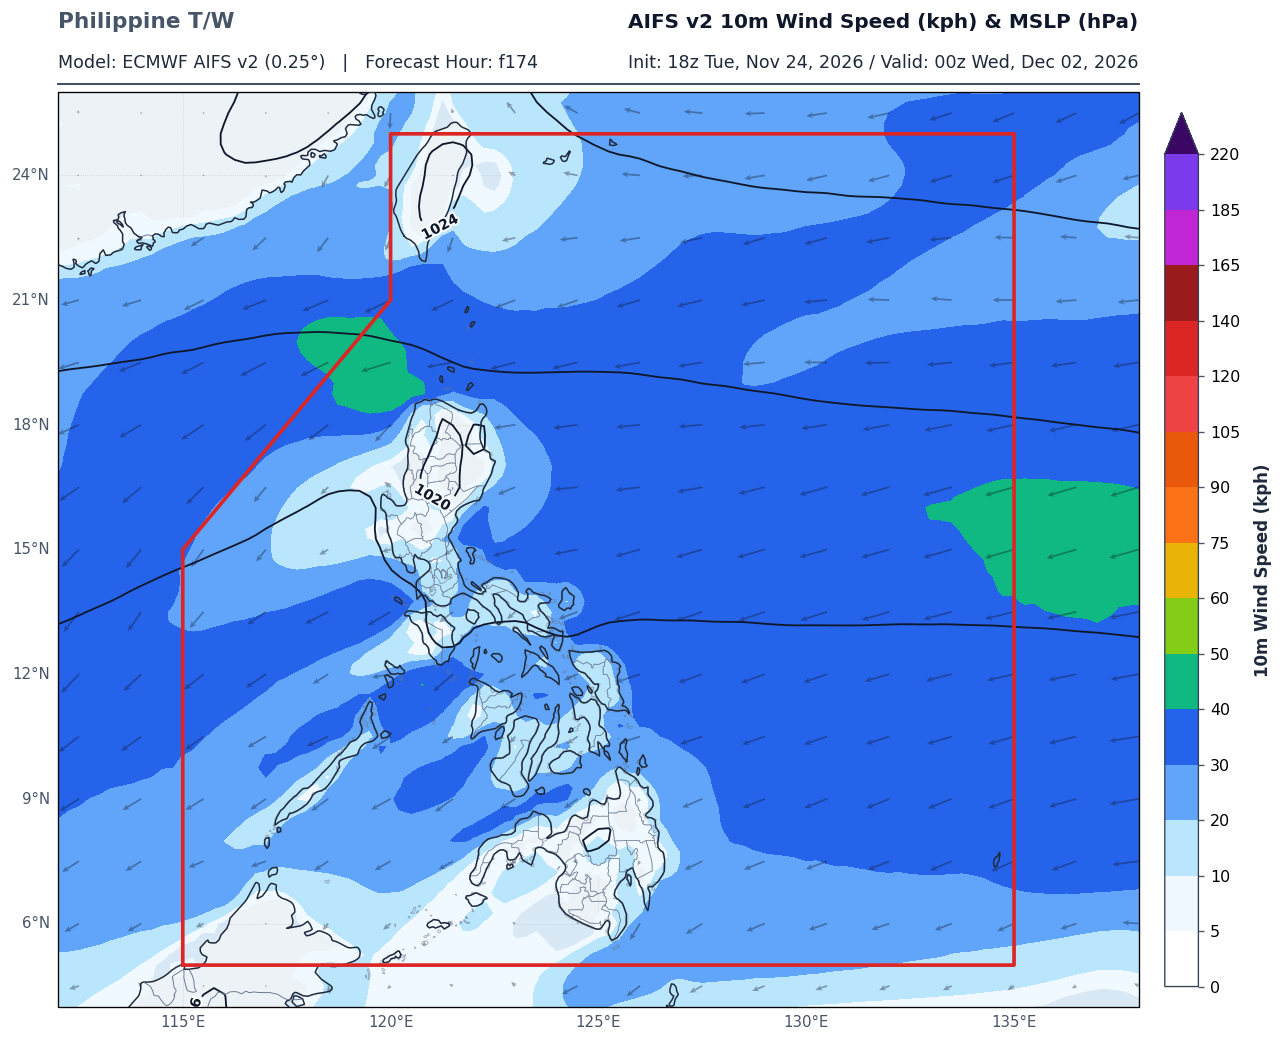 Philippine T/W
AIFS v2 10m Wind Speed (kph) & MSLP (hPa)
Model: ECMWF AIFS v2 (0.25°) | Forecast Hour: f174
Init: 18z Tue, Nov 24, 2026 / Valid: 00z Wed, Dec 02, 2026
24°N
21°N
18°N
15°N
12°N
9°N
6°N
1024
1020
115°E
120°E
125°E
130°E
135°E
220
185
165
140
120
105
90
75
60
50
40
30
20
10
5
0
10m Wind Speed (kph)